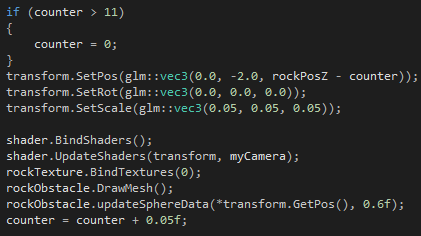 if (counter > 11)
{
    counter = 0;
}
transform.SetPos(glm::vec3(0.0, -2.0, rockPosZ - counter));
transform.SetRot(glm::vec3(0.0, 0.0, 0.0));
transform.SetScale(glm::vec3(0.05, 0.05, 0.05));

shader.BindShaders();
shader.UpdateShaders(transform, myCamera);
rockTexture.BindTextures(0);
rockObstacle.DrawMesh();
rockObstacle.updateSphereData(*transform.GetPos(), 0.6f);
counter = counter + 0.05f;